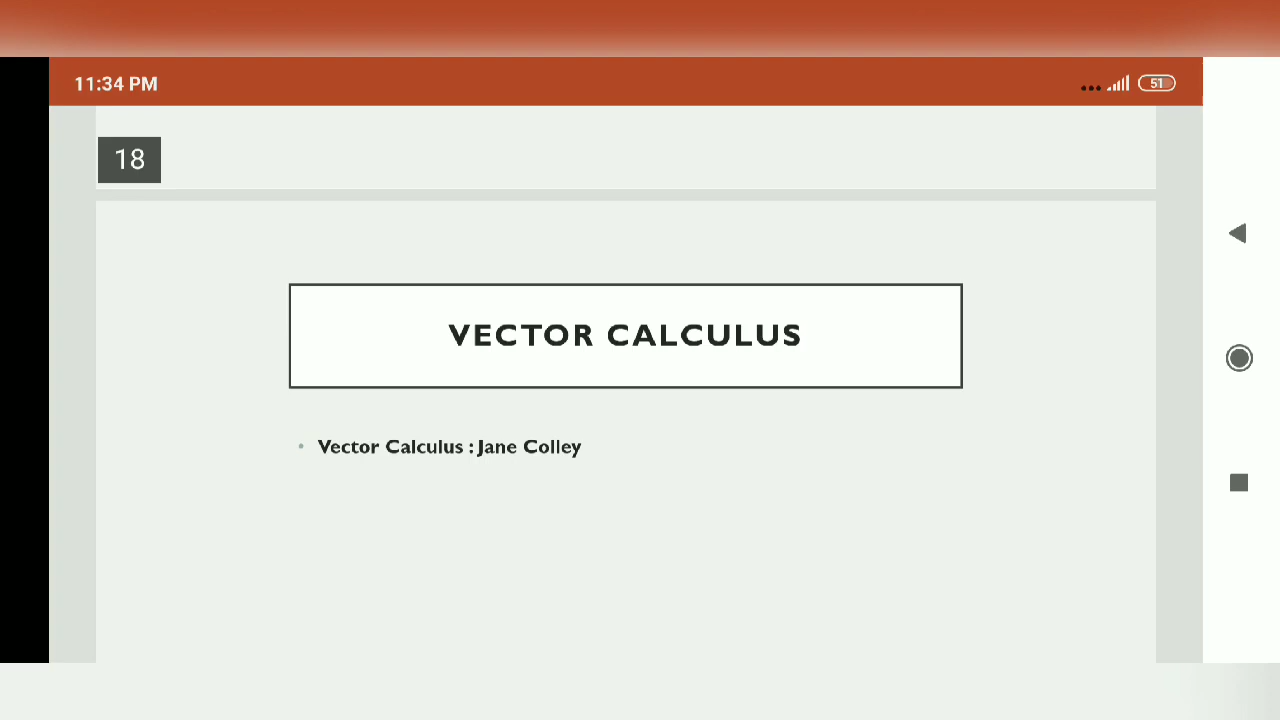 11:34 PM
51
18
VECTOR CALCULUS
• Vector Calculus : Jane Colley